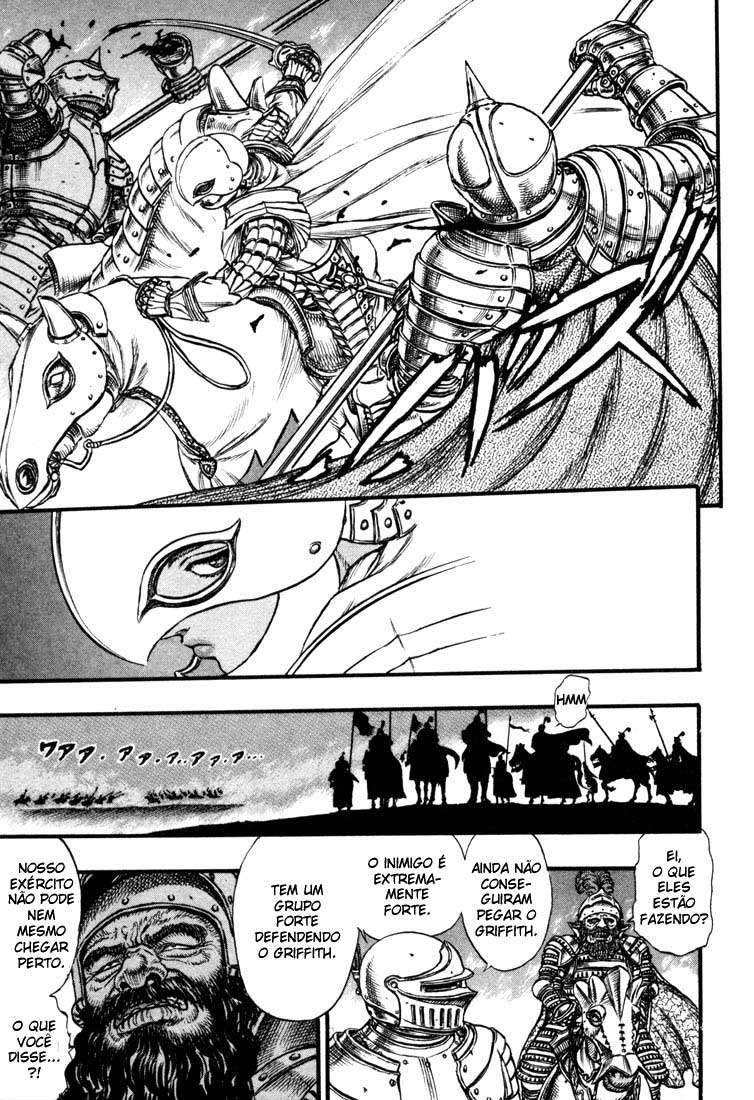 HMM
ワアア・アア・ア・ア・ア・ア…
EI,
O QUE
ELES
ESTÃO
FAZENDO?
AINDA NÃO
CONSE-
GUIRAM
PEGAR O
GRIFFITH.
O INIMIGO É
EXTREMA-
MENTE
FORTE.
TEM UM
GRUPO
FORTE
DEFENDENDO
O GRIFFITH.
NOSSO
EXÉRCITO
NÃO PODE
NEM
MESMO
CHEGAR
PERTO.
O QUE
VOCÊ
DISSE...
?!